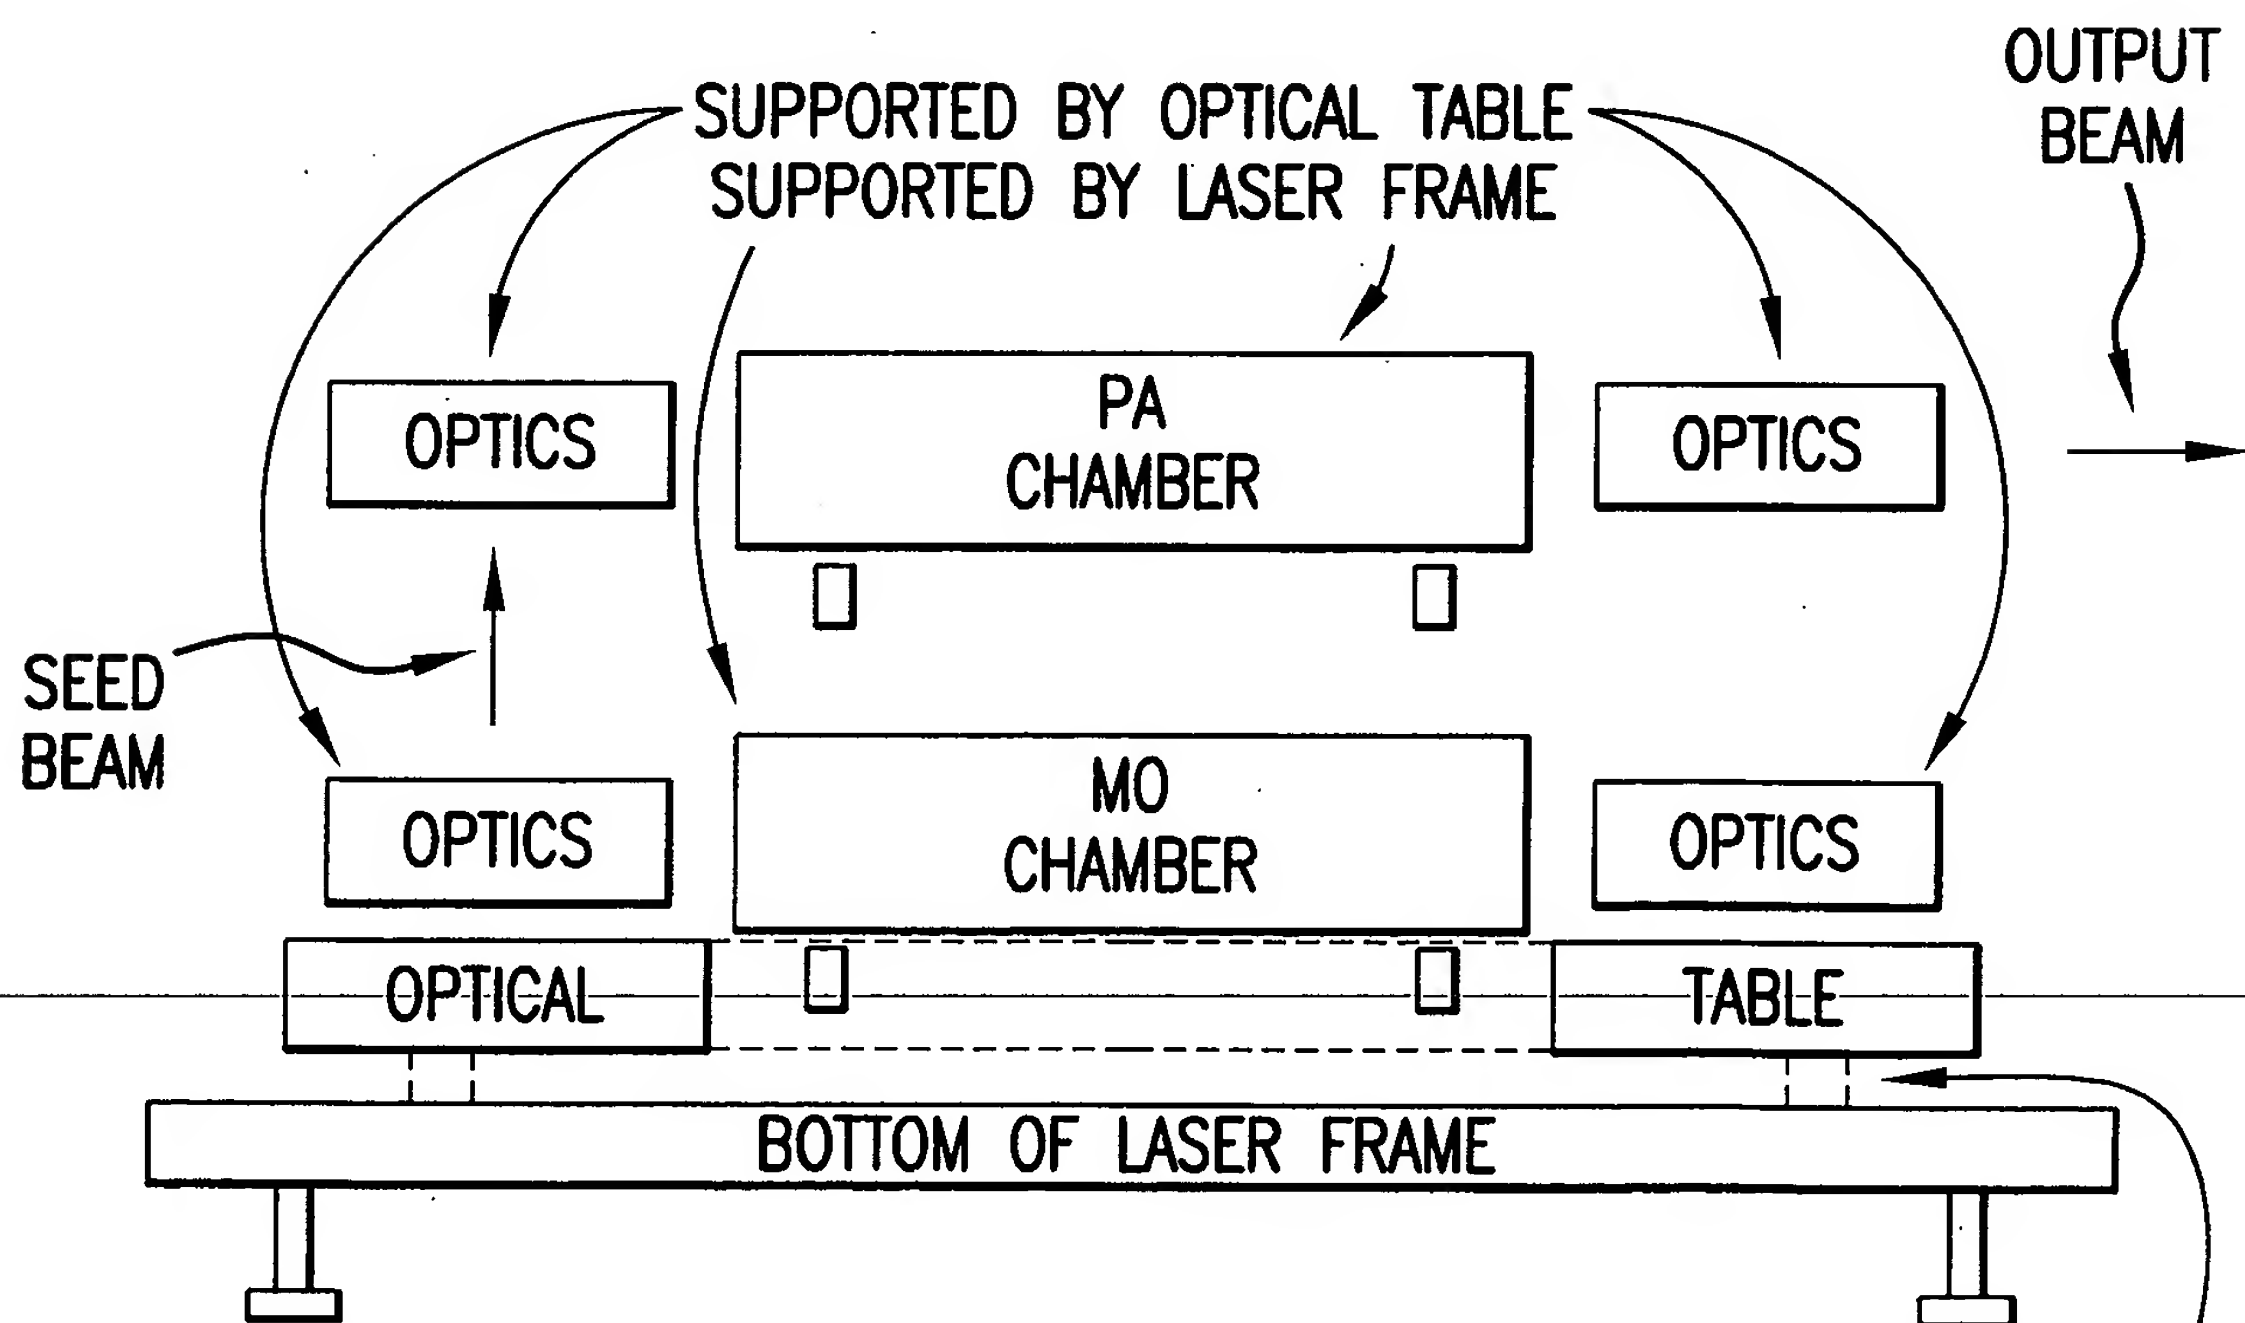 OUTPUT
BEAM
SUPPORTED BY OPTICAL TABLE
SUPPORTED BY LASER FRAME
OPTICS
PA
CHAMBER
OPTICS
SEED
BEAM
OPTICS
MO
CHAMBER
OPTICS
OPTICAL
TABLE
BOTTOM OF LASER FRAME